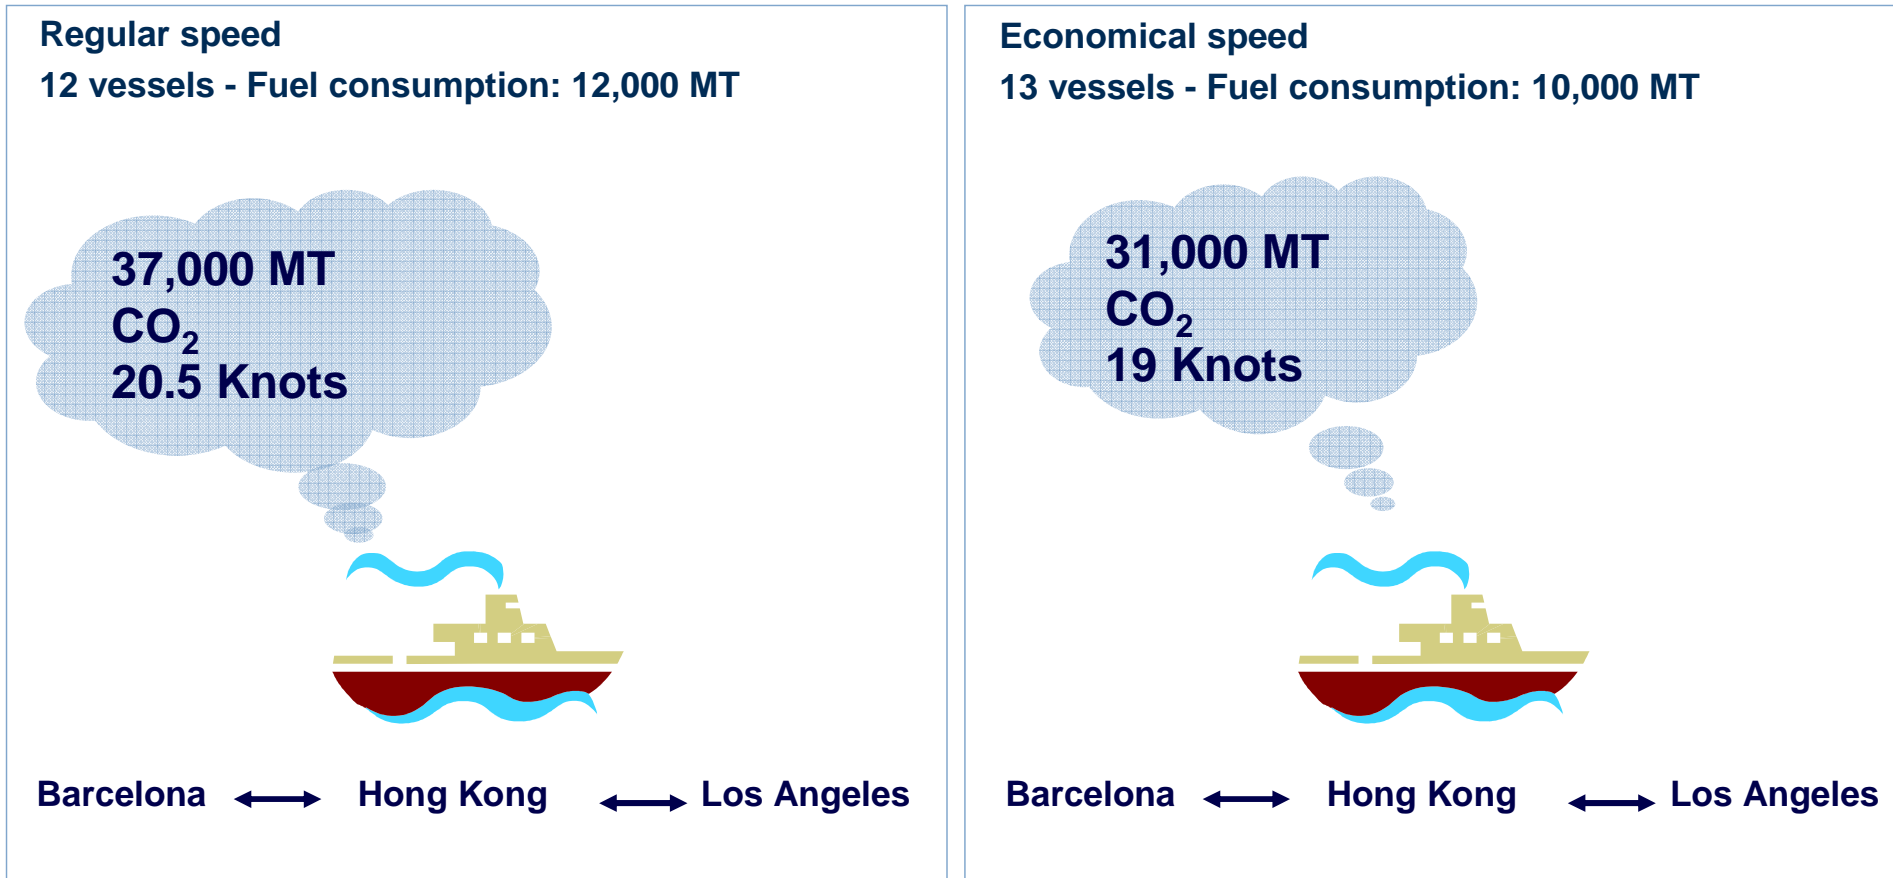 Regular speed
12 vessels - Fuel consumption: 12,000 MT
37,000 MT
CO₂
20.5 Knots
Barcelona Hong Kong Los Angeles
Economical speed
13 vessels - Fuel consumption: 10,000 MT
31,000 MT
CO₂
19 Knots
Barcelona Hong Kong Los Angeles